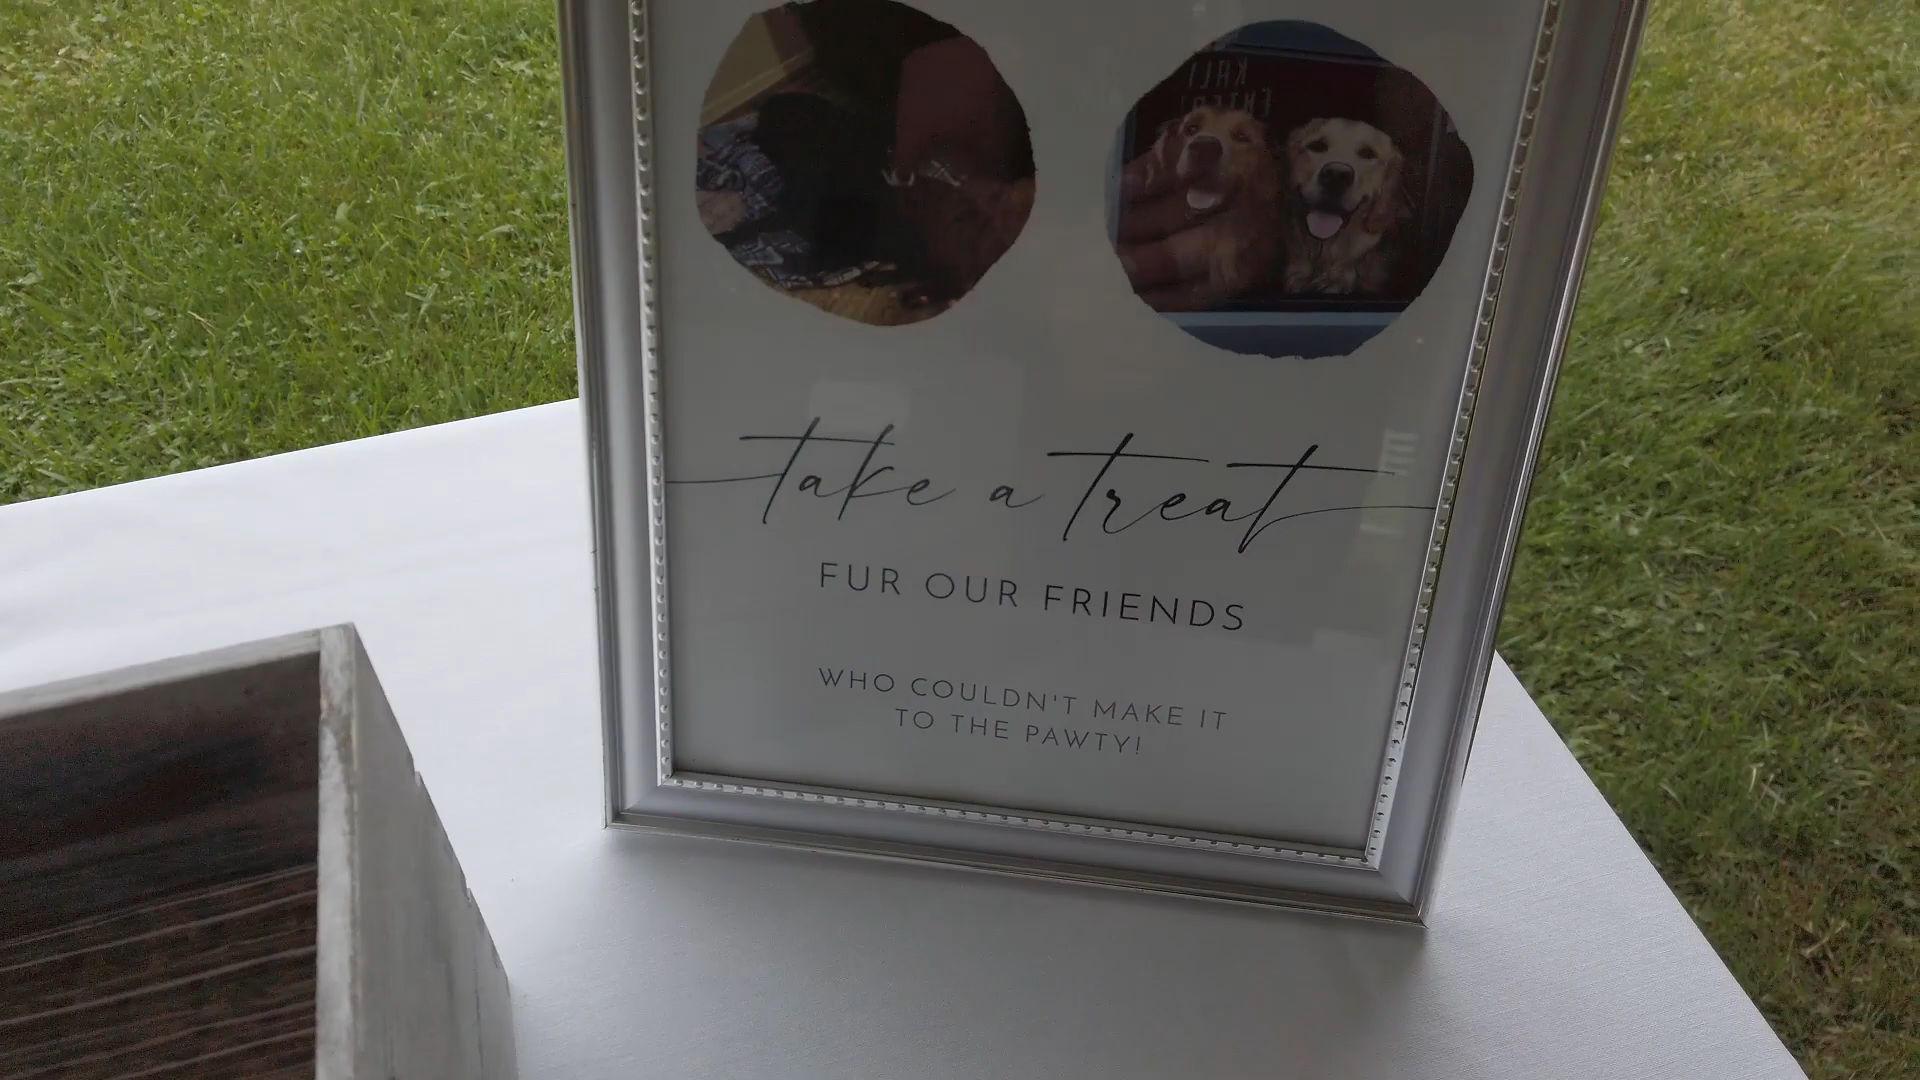 take a treat
FUR OUR FRIENDS
WHO COULDN'T MAKE IT
TO THE PAWTY!